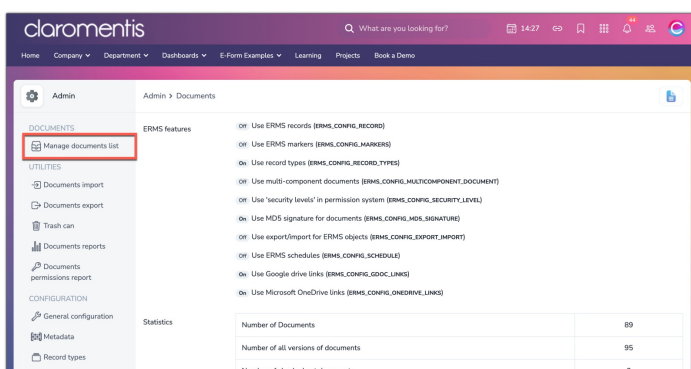 claromentis
What are you looking for?
14:27
44
Home Company Department Dashboards E-Form Examples Learning Projects Book a Demo
Admin
Admin > Documents
DOCUMENTS
Manage documents list
UTILITIES
Documents import
Documents export
Trash can
Documents reports
Documents
permissions report
CONFIGURATION
General configuration
Metadata
Record types
ERMS features
Off Use ERMS records (ERMS_CONFIG_RECORD)
Off Use ERMS markers (ERMS_CONFIG_MARKERS)
On Use record types (ERMS_CONFIG_RECORD_TYPES)
Off Use multi-component documents (ERMS_CONFIG_MULTICOMPONENT_DOCUMENT)
Off Use 'security levels' in permission system (ERMS_CONFIG_SECURITY_LEVEL)
On Use MD5 signature for documents (ERMS_CONFIG_MD5_SIGNATURE)
Off Use export/import for ERMS objects (ERMS_CONFIG_EXPORT_IMPORT)
Off Use ERMS schedules (ERMS_CONFIG_SCHEDULE)
On Use Google drive links (ERMS_CONFIG_GDOC_LINKS)
On Use Microsoft OneDrive links (ERMS_CONFIG_ONEDRIVE_LINKS)
Statistics
Number of Documents 89
Number of all versions of documents 95